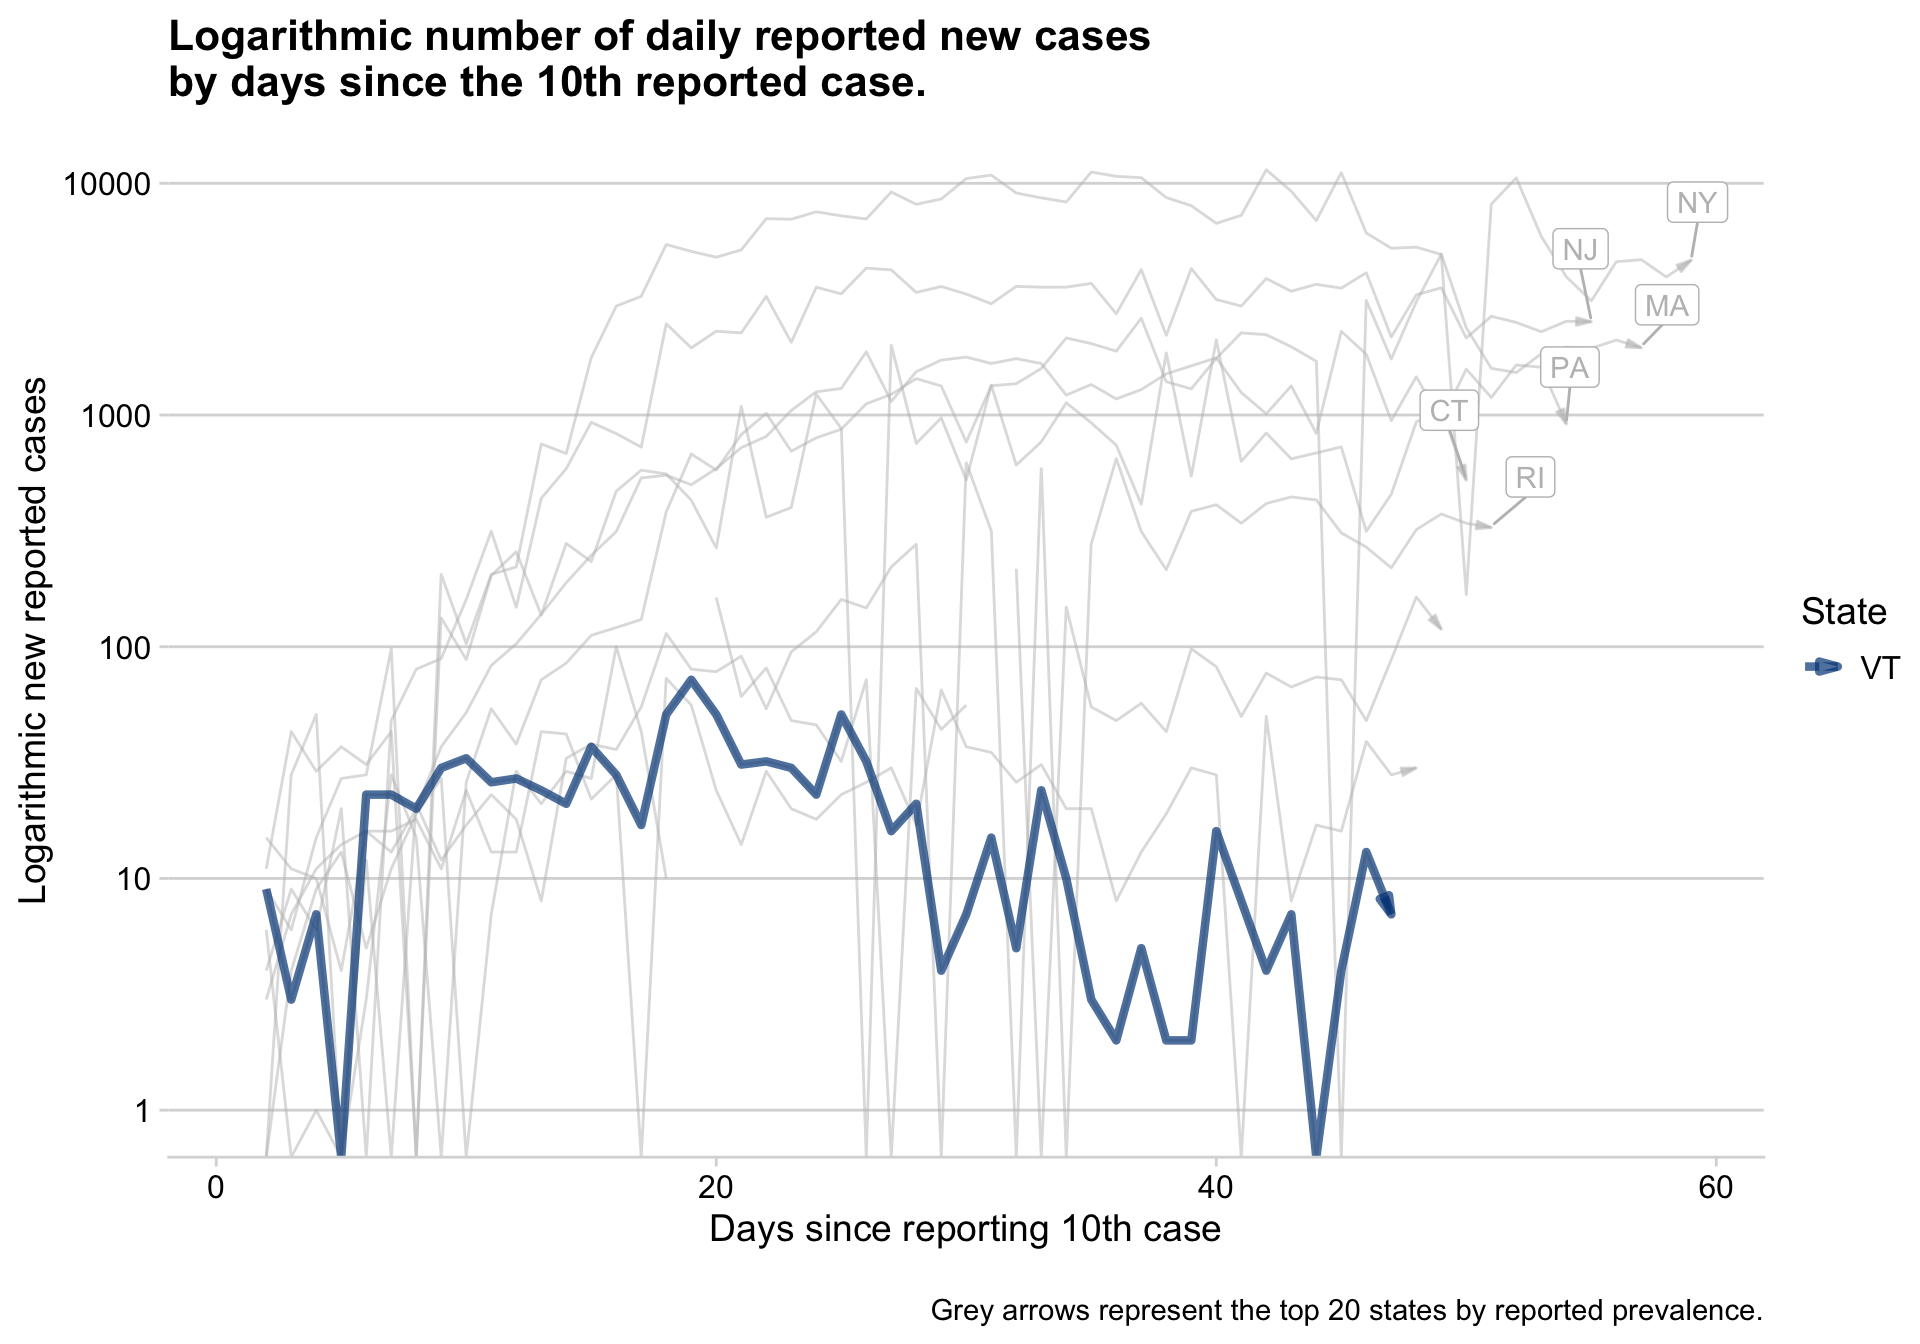 Logarithmic number of daily reported new cases
by days since the 10th reported case.
Logarithmic new reported cases
10000
1000
100
10
1
NY
NJ
MA
PA
CT
RI
State
VT
0
20
40
60
Days since reporting 10th case
Grey arrows represent the top 20 states by reported prevalence.